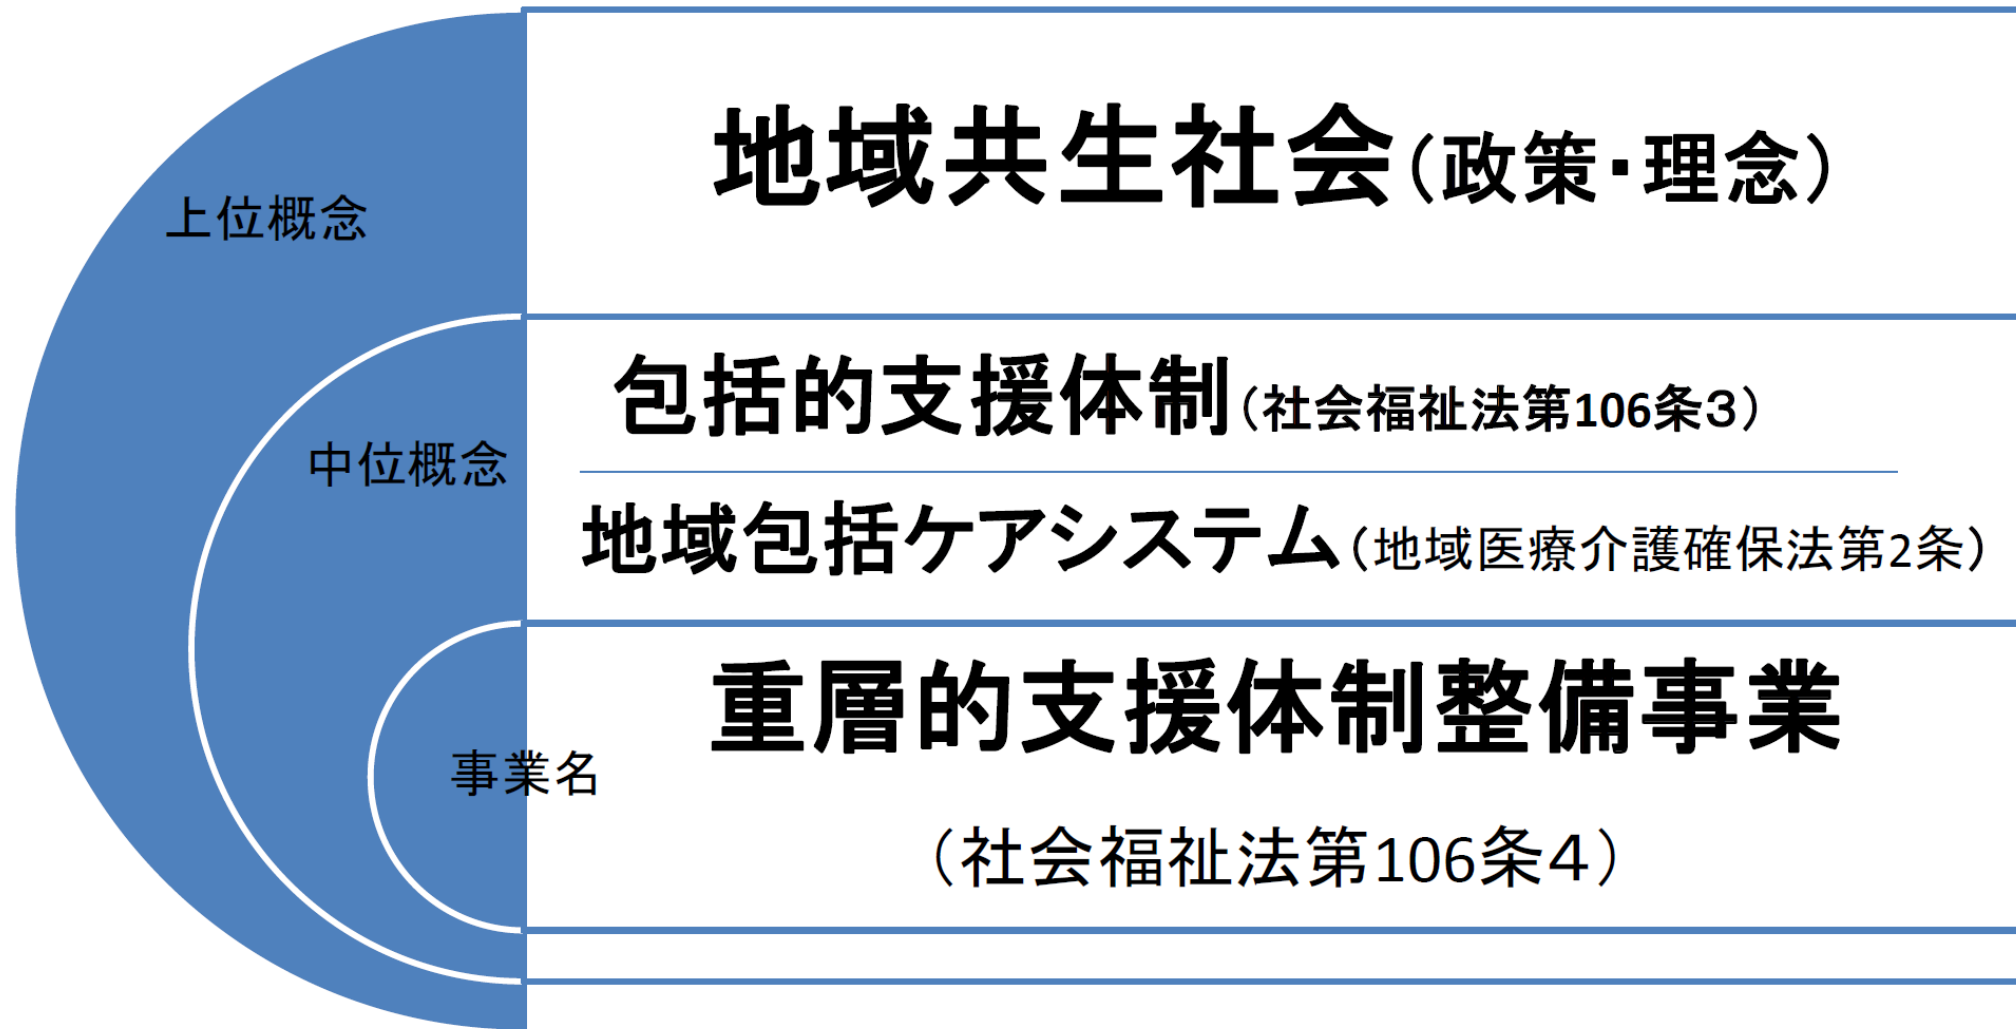 上位概念
地域共生社会（政策・理念）
中位概念
包括的支援体制（社会福祉法第106条３）
地域包括ケアシステム（地域医療介護確保法第2条）
事業名
重層的支援体制整備事業
（社会福祉法第106条４）